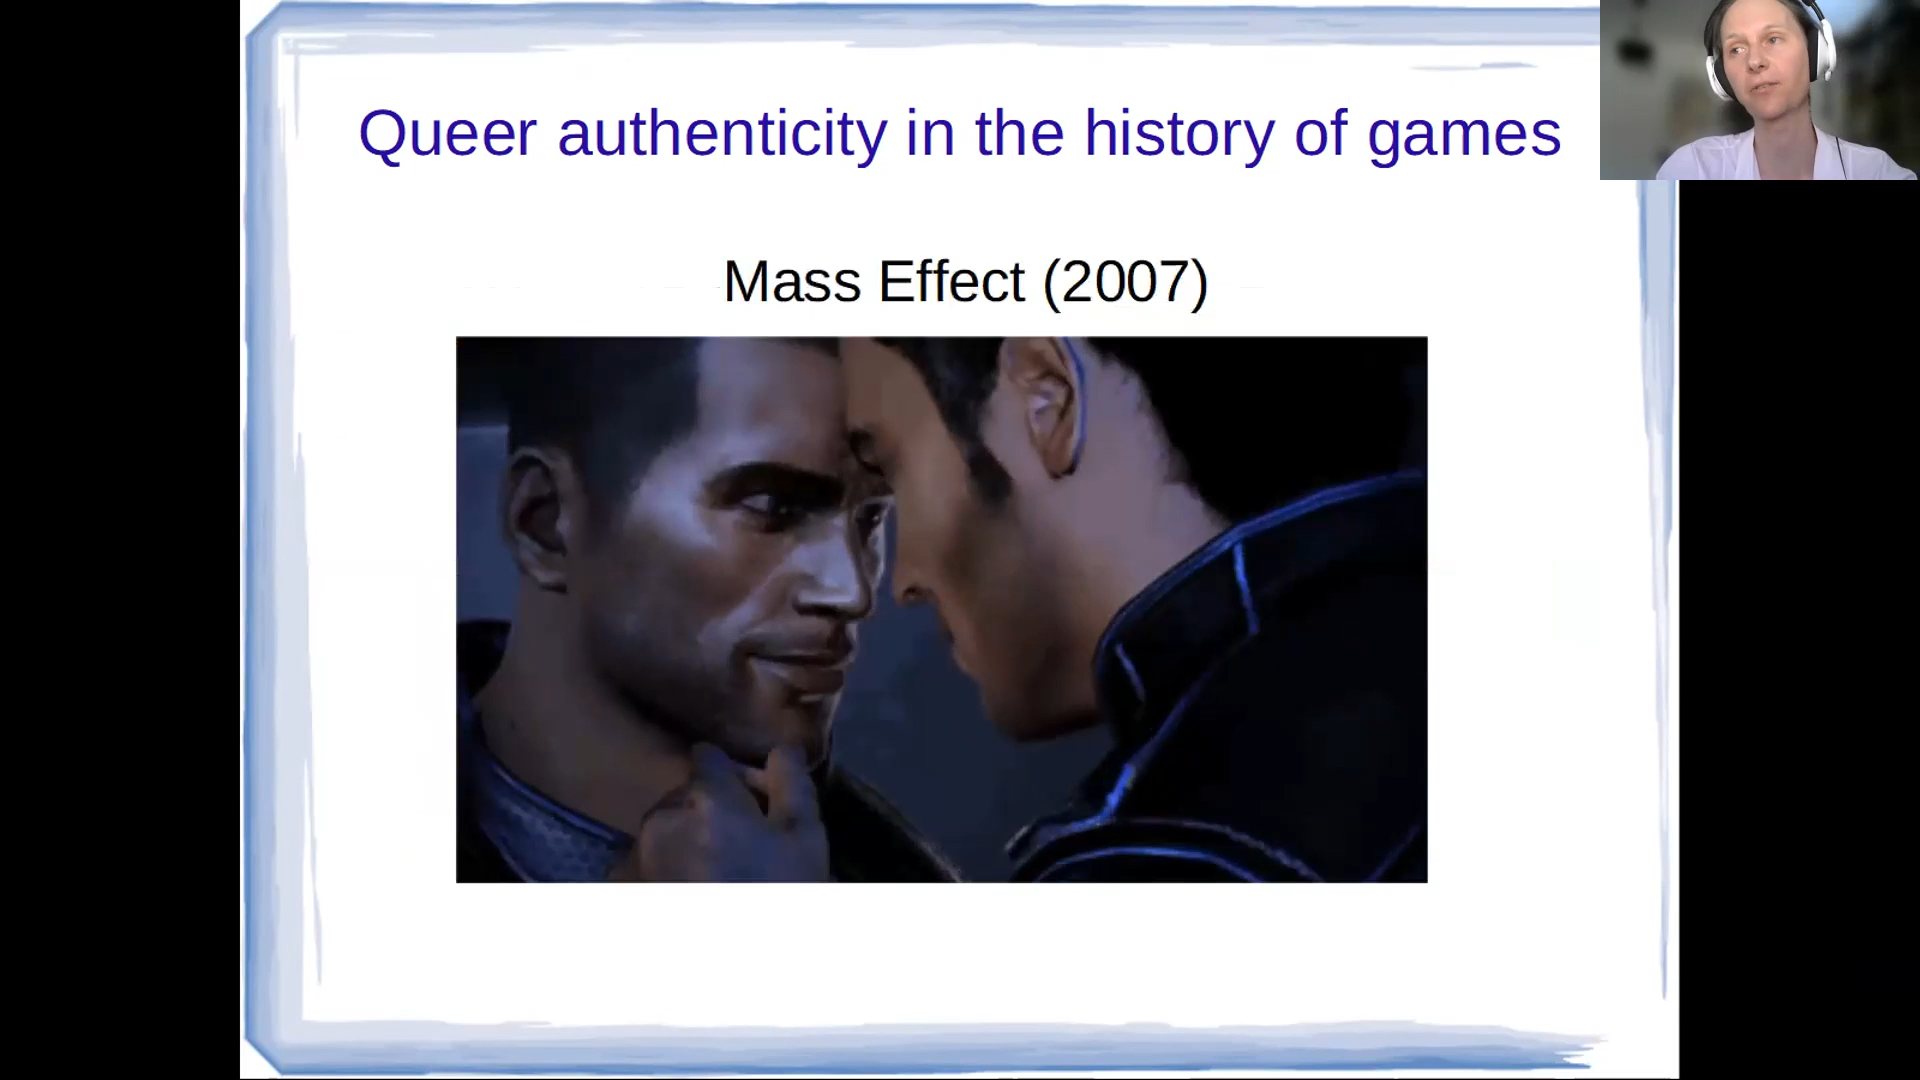 Queer authenticity in the history of games
Mass Effect (2007)